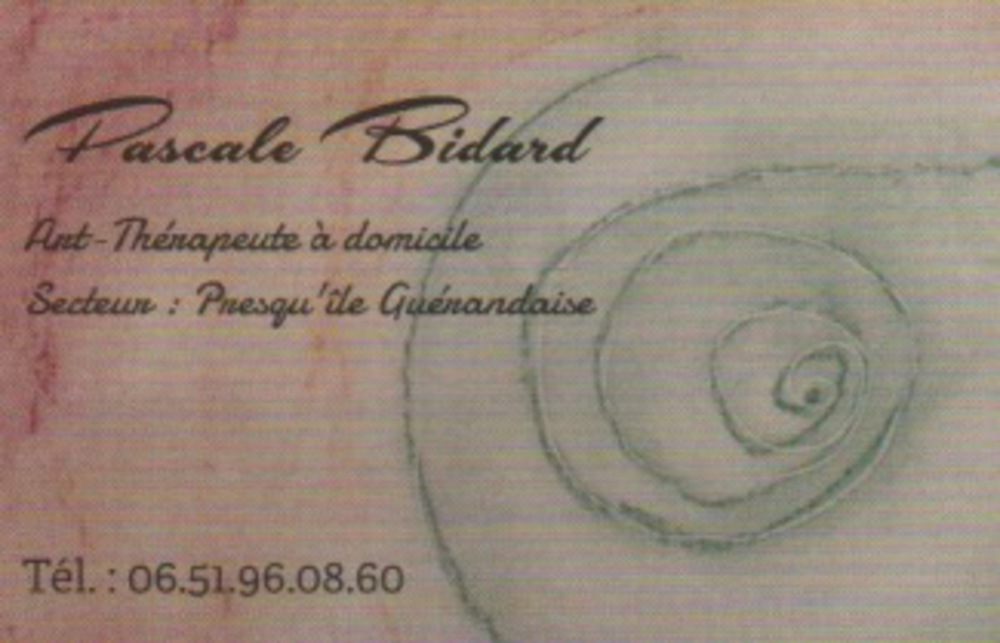 Pascale Bidard
Art-Thérapeute à domicile
Secteur : Presqu'île Guérandaise
Tél. : 06.51.96.08.60